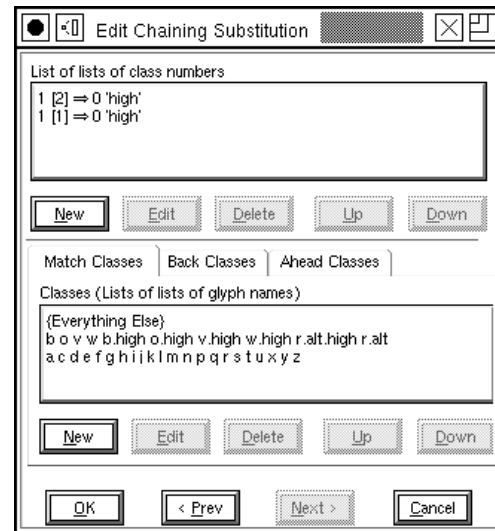 Edit Chaining Substitution
List of lists of class numbers
1 [2] ⇒ 0 'high'
1 [1] ⇒ 0 'high'
New Edit Delete Up Down
Match Classes Back Classes Ahead Classes
Classes (Lists of lists of glyph names)
{Everything Else}
b o v w b.high o.high v.high w.high r.alt.high r.alt
a c d e f g h i j k l m n p q r s t u x y z
New Edit Delete Up Down
OK < Prev Next > Cancel